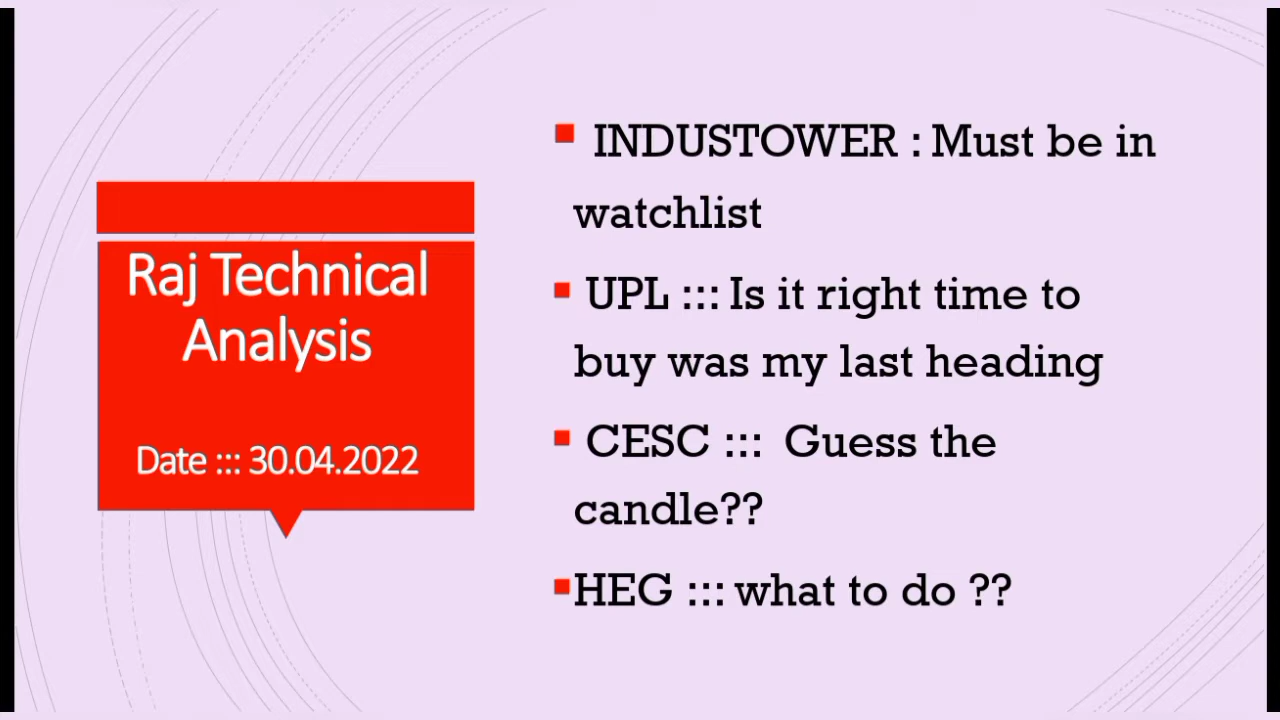 Raj Technical
Analysis
Date ::: 30.04.2022
INDUSTOWER : Must be in
watchlist
UPL ::: Is it right time to
buy was my last heading
CESC ::: Guess the
candle??
HEG ::: what to do ??